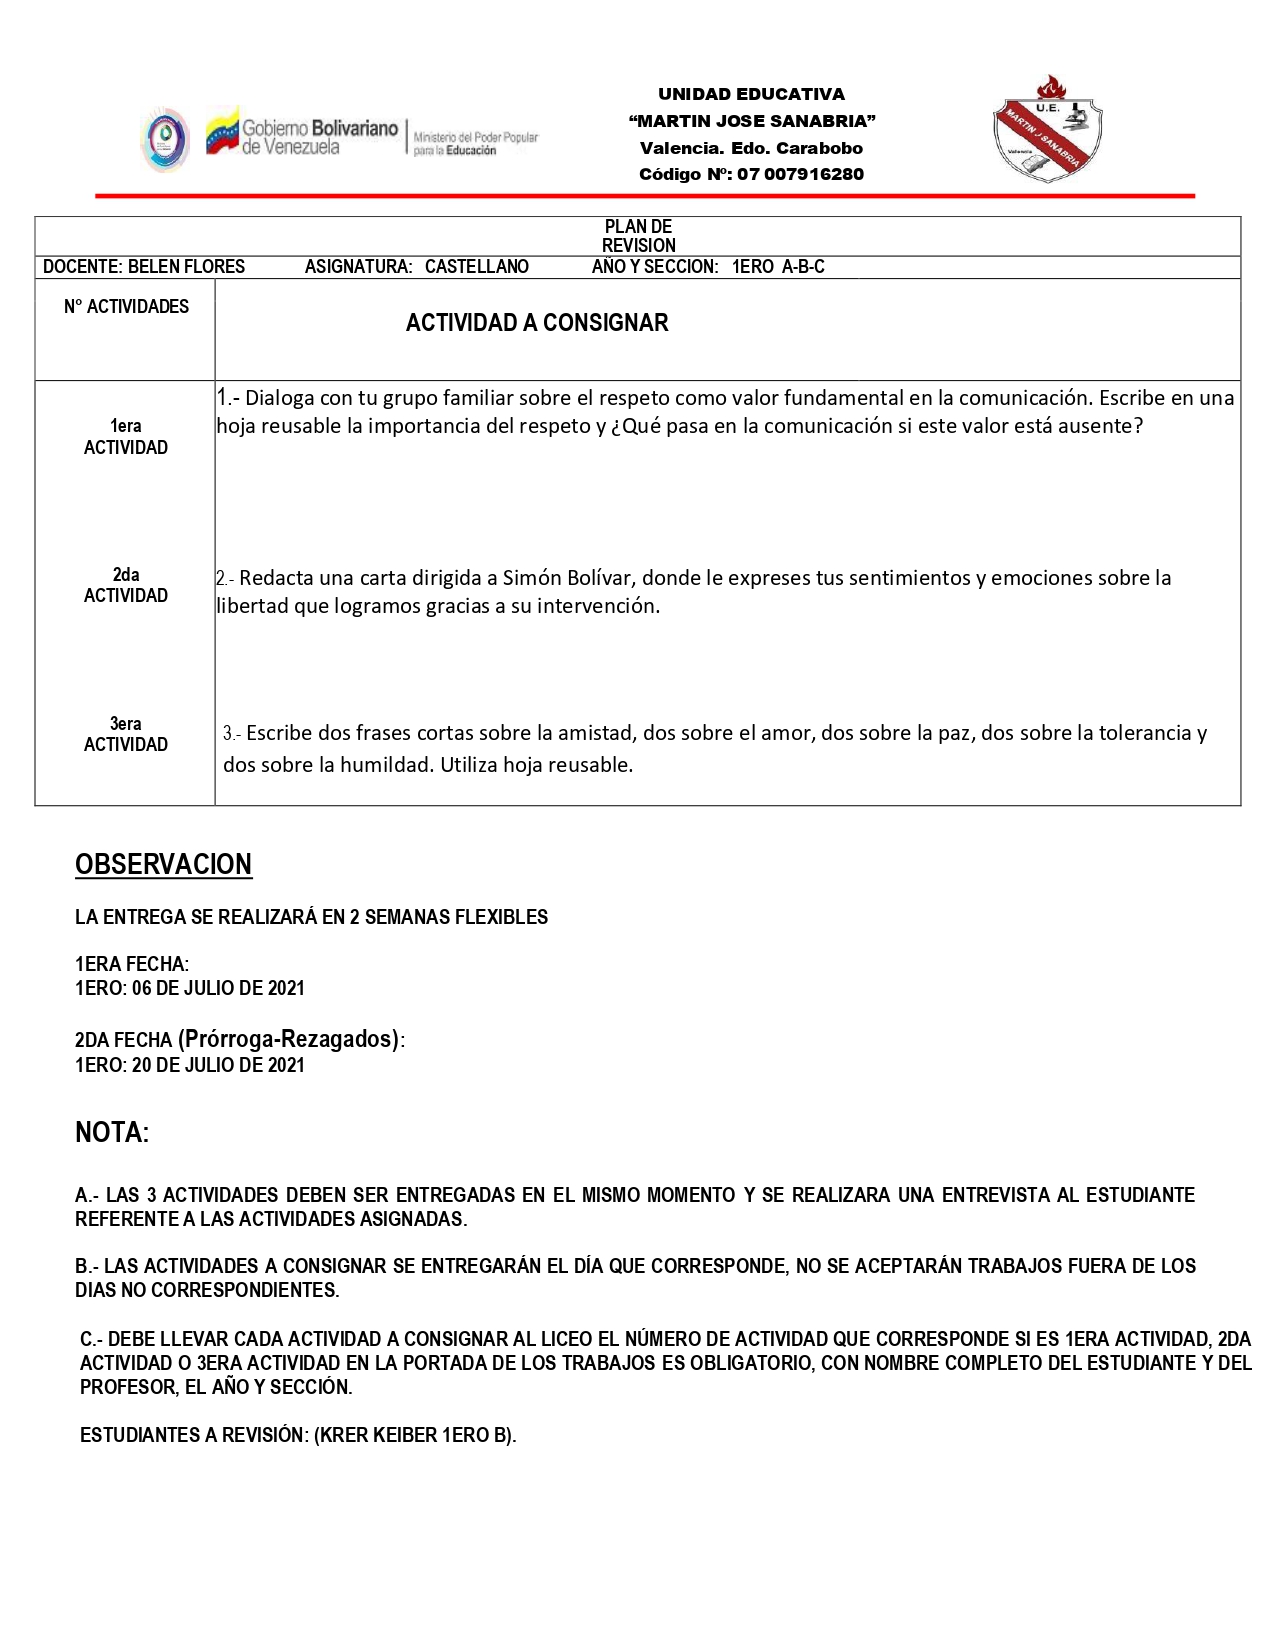 Gobierno Bolivariano
de Venezuela
Ministerio del Poder Popular
para la Educación
UNIDAD EDUCATIVA
“MARTIN JOSE SANABRIA”
Valencia. Edo. Carabobo
Código Nº: 07 007916280
U.E.
MARTIN J SANABRIA
Valencia
PLAN DE
REVISION
DOCENTE: BELEN FLORES ASIGNATURA: CASTELLANO AÑO Y SECCION: 1ERO A-B-C
N° ACTIVIDADES
ACTIVIDAD A CONSIGNAR
1era
ACTIVIDAD
1.- Dialoga con tu grupo familiar sobre el respeto como valor fundamental en la comunicación. Escribe en una
hoja reusable la importancia del respeto y ¿Qué pasa en la comunicación si este valor está ausente?
2da
ACTIVIDAD
2.- Redacta una carta dirigida a Simón Bolívar, donde le expreses tus sentimientos y emociones sobre la
libertad que logramos gracias a su intervención.
3era
ACTIVIDAD
3.- Escribe dos frases cortas sobre la amistad, dos sobre el amor, dos sobre la paz, dos sobre la tolerancia y
dos sobre la humildad. Utiliza hoja reusable.
OBSERVACION
LA ENTREGA SE REALIZARÁ EN 2 SEMANAS FLEXIBLES
1ERA FECHA:
1ERO: 06 DE JULIO DE 2021
2DA FECHA (Prórroga-Rezagados):
1ERO: 20 DE JULIO DE 2021
NOTA:
A.- LAS 3 ACTIVIDADES DEBEN SER ENTREGADAS EN EL MISMO MOMENTO Y SE REALIZARA UNA ENTREVISTA AL ESTUDIANTE
REFERENTE A LAS ACTIVIDADES ASIGNADAS.
B.- LAS ACTIVIDADES A CONSIGNAR SE ENTREGARÁN EL DÍA QUE CORRESPONDE, NO SE ACEPTARÁN TRABAJOS FUERA DE LOS
DIAS NO CORRESPONDIENTES.
C.- DEBE LLEVAR CADA ACTIVIDAD A CONSIGNAR AL LICEO EL NÚMERO DE ACTIVIDAD QUE CORRESPONDE SI ES 1ERA ACTIVIDAD, 2DA
ACTIVIDAD O 3ERA ACTIVIDAD EN LA PORTADA DE LOS TRABAJOS ES OBLIGATORIO, CON NOMBRE COMPLETO DEL ESTUDIANTE Y DEL
PROFESOR, EL AÑO Y SECCIÓN.
ESTUDIANTES A REVISIÓN: (KRER KEIBER 1ERO B).